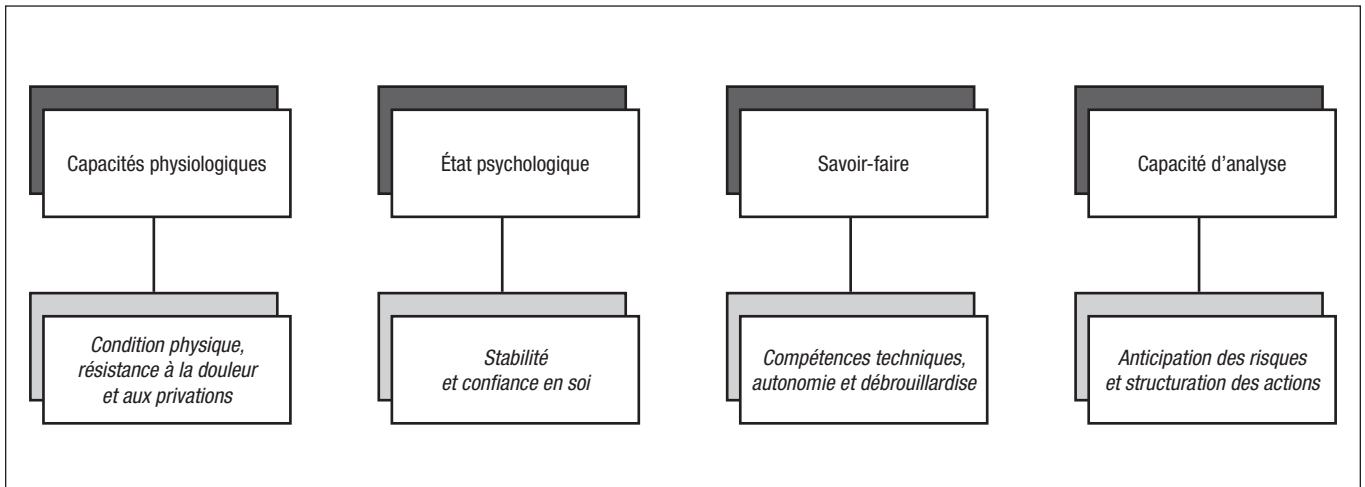 Capacités physiologiques
État psychologique
Savoir-faire
Capacité d’analyse
Condition physique,
résistance à la douleur
et aux privations
Stabilité
et confiance en soi
Compétences techniques,
autonomie et débrouillardise
Anticipation des risques
et structuration des actions